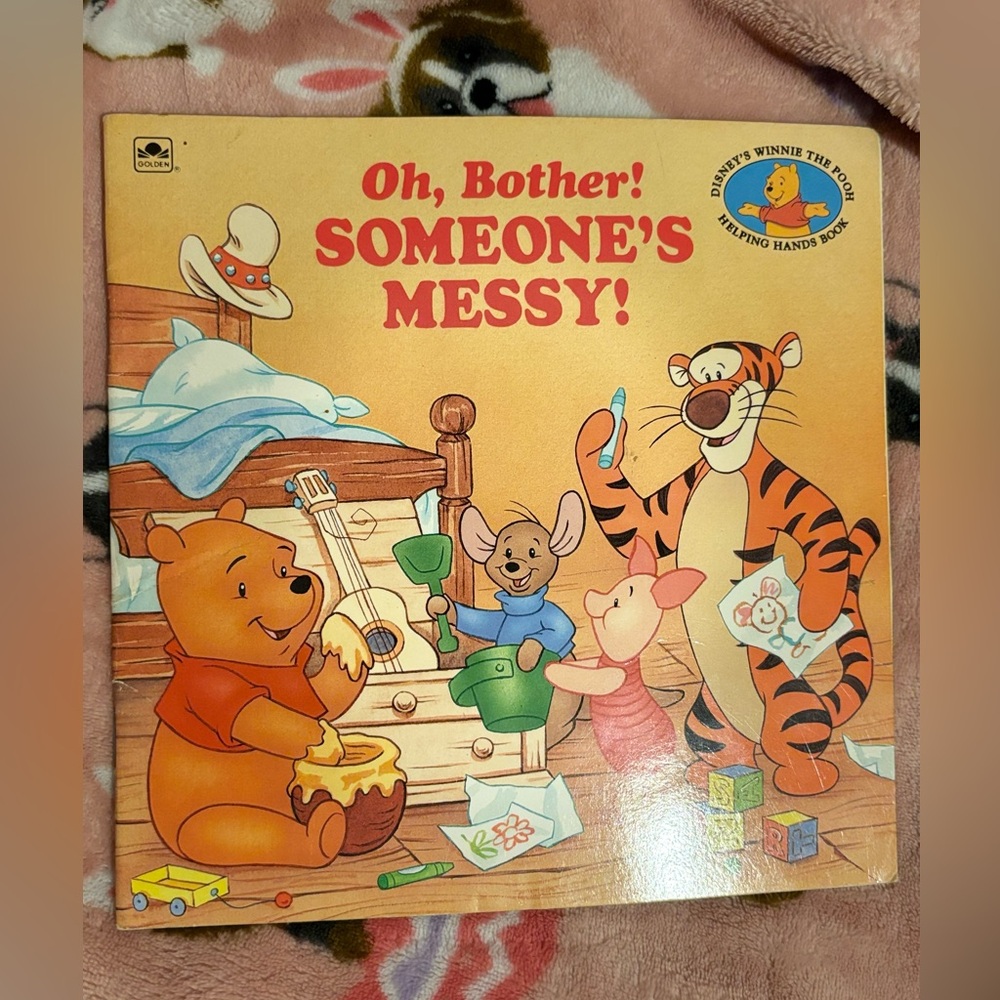 GOLDEN
®
Oh, Bother!
SOMEONE'S
MESSY!
DISNEY'S WINNIE THE POOH
HELPING HANDS BOOK